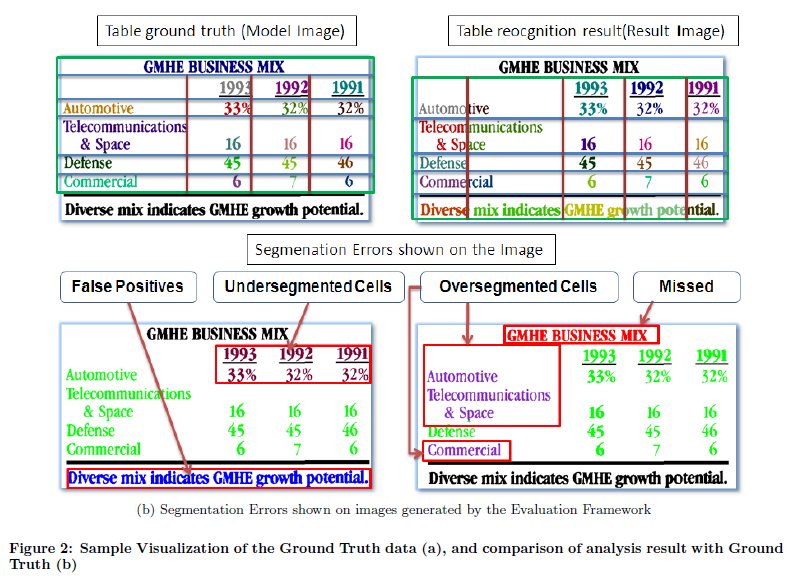 Table ground truth (Model Image)
Table reocgnition result(Result Image)
GMHE BUSINESS MIX
1993 1992 1991
Automotive 33% 32% 32%
Telecommunications
& Space 16 16 16
Defense 45 45 46
Commercial 6 7 6
Diverse mix indicates GMHE growth potential.
GMHE BUSINESS MIX
1993 1992 1991
Automotive 33% 32% 32%
Telecommunications
& Space 16 16 16
Defense 45 45 46
Commercial 6 7 6
Diverse mix indicates GMHE growth potential.
Segmenation Errors shown on the Image
False Positives
Undersegmented Cells
Oversegmented Cells
Missed
GMHE BUSINESS MIX
1993 1992 1991
Automotive 33% 32% 32%
Telecommunications
& Space 16 16 16
Defense 45 45 46
Commercial 6 7 6
Diverse mix indicates GMHE growth potential.
GMHE BUSINESS MIX
1993 1992 1991
Automotive 33% 32% 32%
Telecommunications
& Space 16 16 16
Defense 45 45 46
Commercial 6 7 6
Diverse mix indicates GMHE growth potential.
(b) Segmentation Errors shown on images generated by the Evaluation Framework
Figure 2: Sample Visualization of the Ground Truth data (a), and comparison of analysis result with Ground
Truth (b)